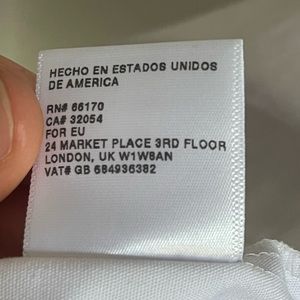 HECHO EN ESTADOS UNIDOS
DE AMERICA
RN# 66170
CA# 32054
FOR EU
24 MARKET PLACE 3RD FLOOR
LONDON, UK W1W8AN
VAT# GB 684936382